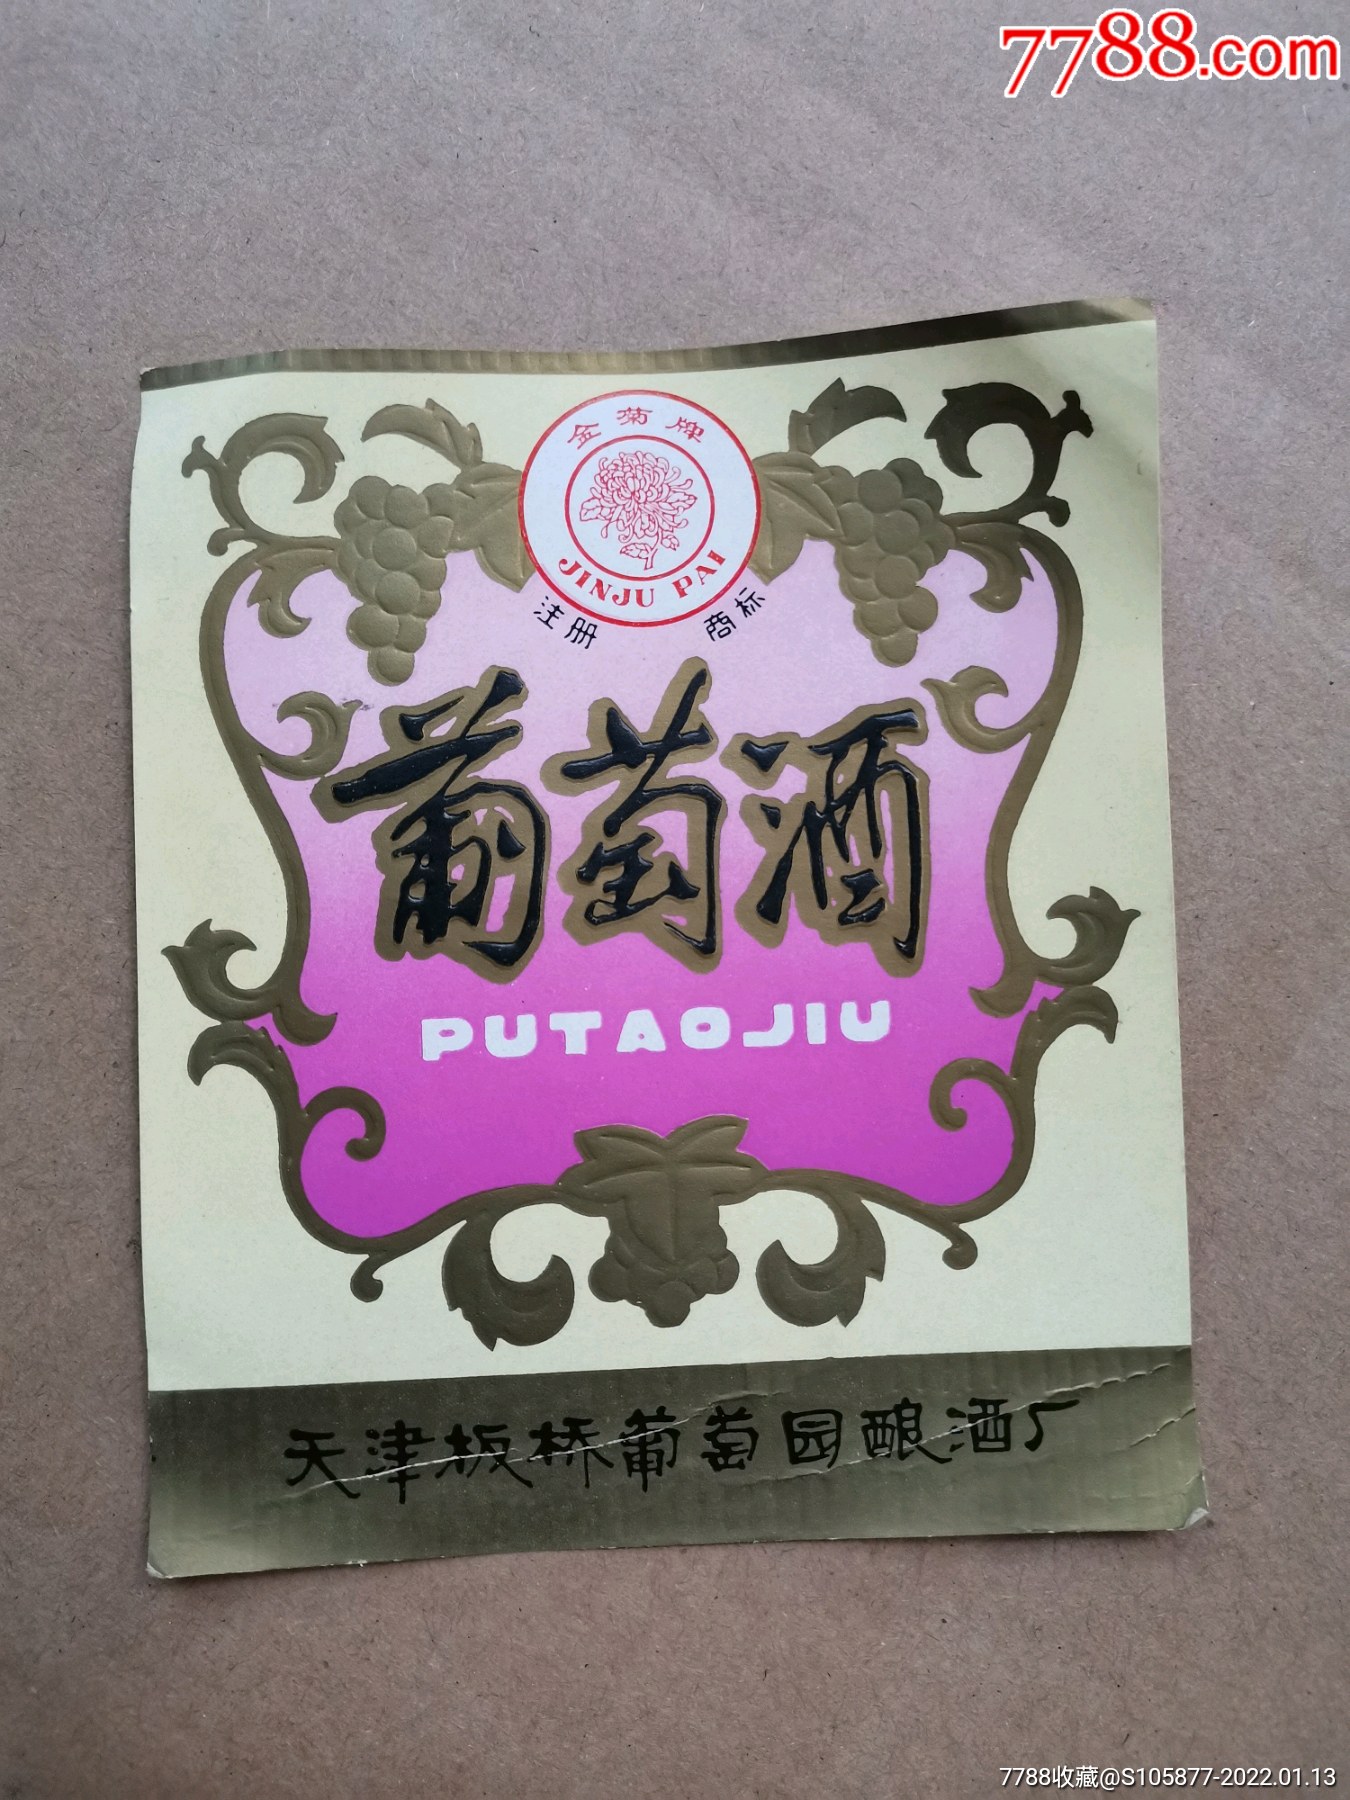 7788.com
金菊牌
JINJU PAI
注册 商标
葡萄酒
PUTAOJIU
天津板桥葡萄园酿酒厂
7788收藏@S105877-2022.01.13